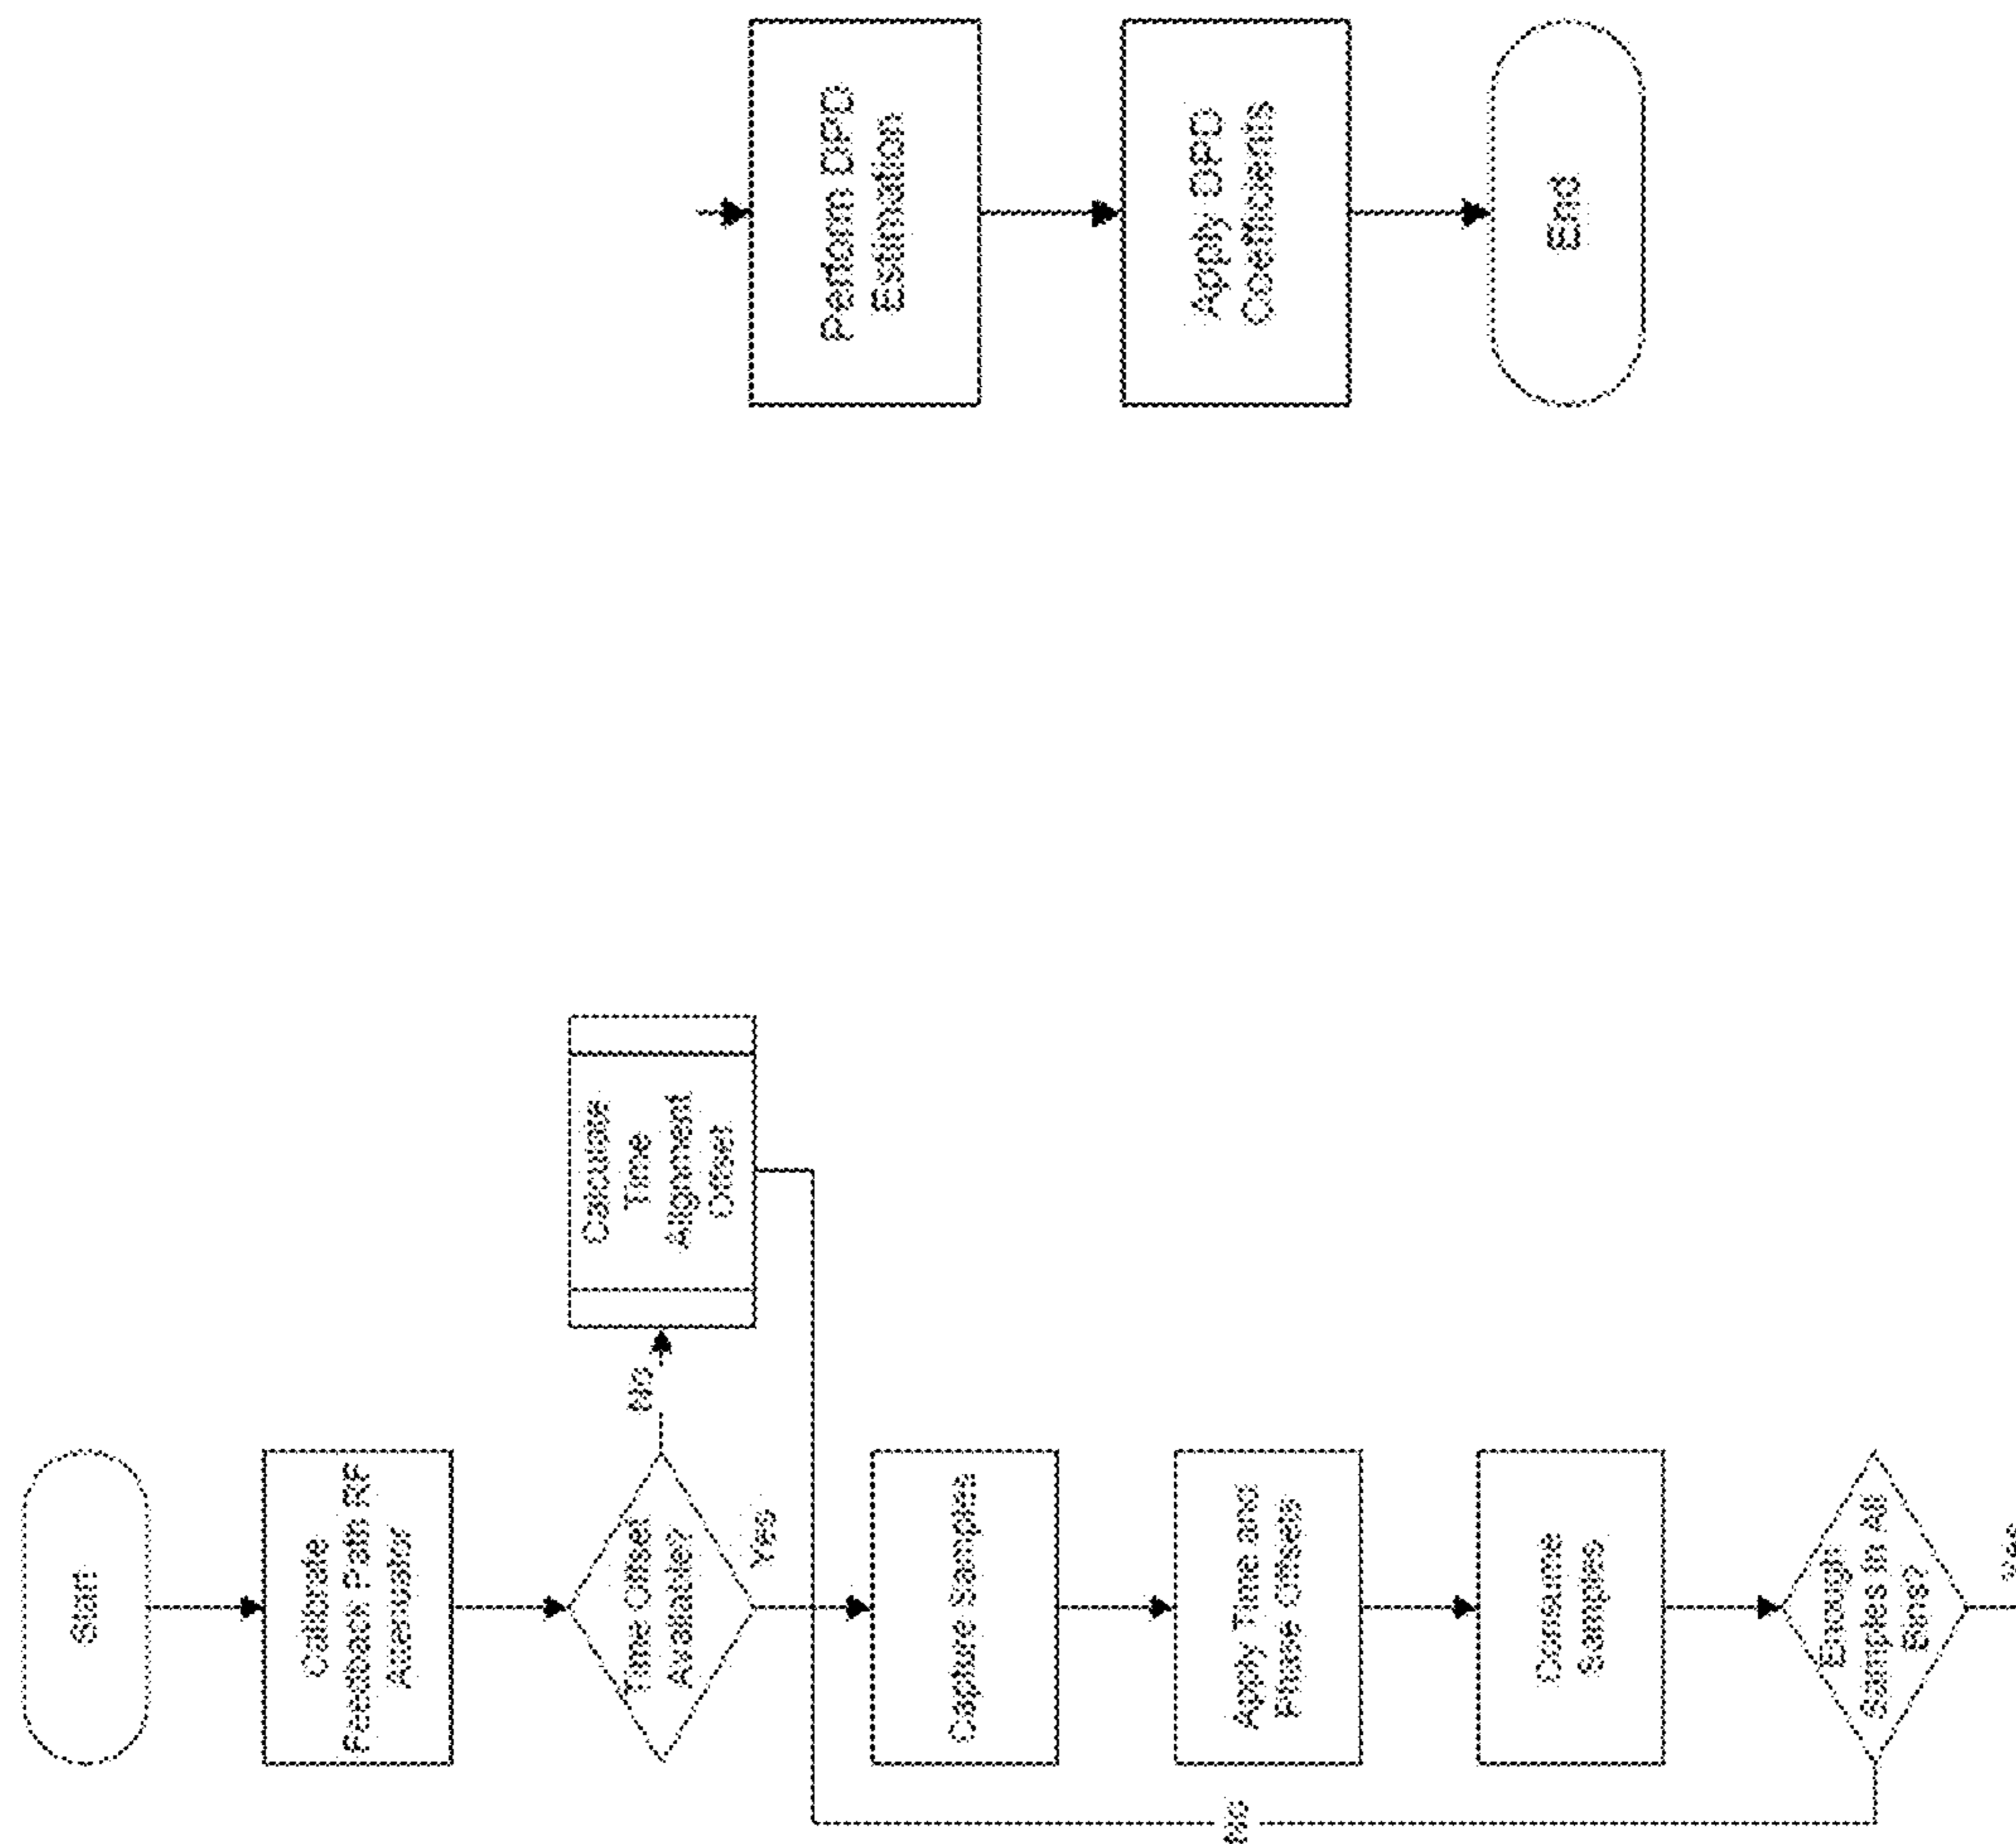 Start
Calibrate
Feedback Path RF
Attenuator
Time Offset
Available?
NO
Calculate
Time
Alignment
Offset
Yes
Capture Samples
Apply Time and
Phase Offsets
Consume
Samples
Enough
Samples in All
Bins?
NO
Yes
Perform DPD
Estimation
Apply DPD
Coefficients
End